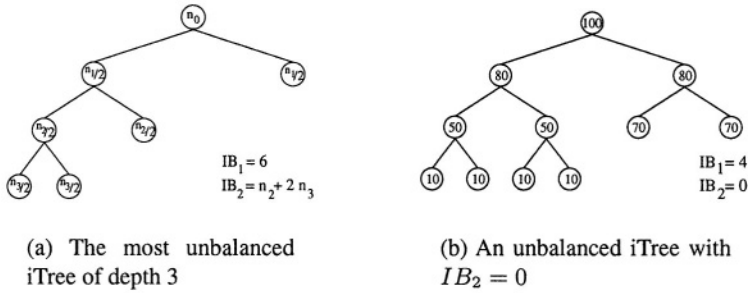 n0
n1/2
n1/2
n2/2
n2/2
n3/2
n3/2
IB1 = 6
IB2 = n2 + 2 n3
(a) The most unbalanced
iTree of depth 3
100
80
80
50
50
70
70
10
10
10
10
IB1 = 4
IB2 = 0
(b) An unbalanced iTree with
IB2 = 0